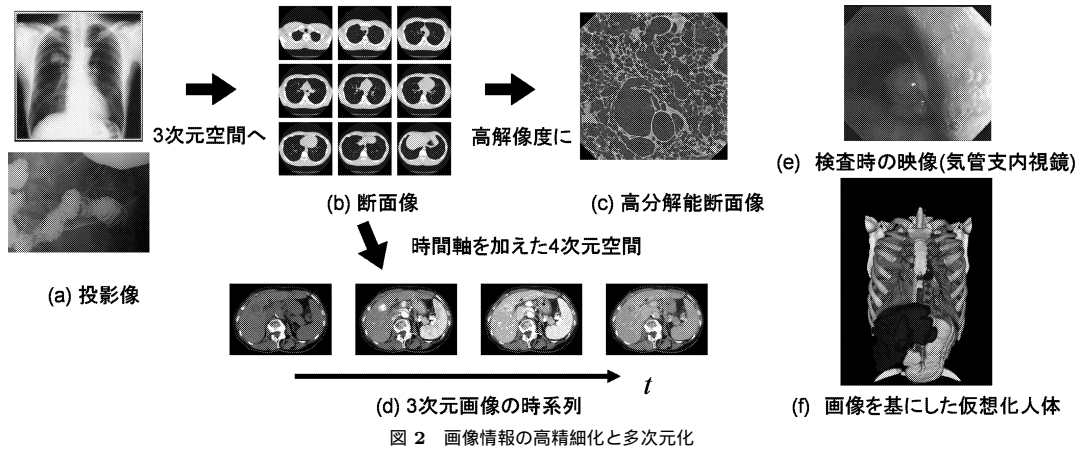 3次元空間へ
高解像度に
(a) 投影像
(b) 断面像
(c) 高分解能断面像
(e) 検査時の映像(気管支内視鏡)
時間軸を加えた4次元空間
t
(d) 3次元画像の時系列
(f) 画像を基にした仮想化人体
図 2 画像情報の高精細化と多次元化